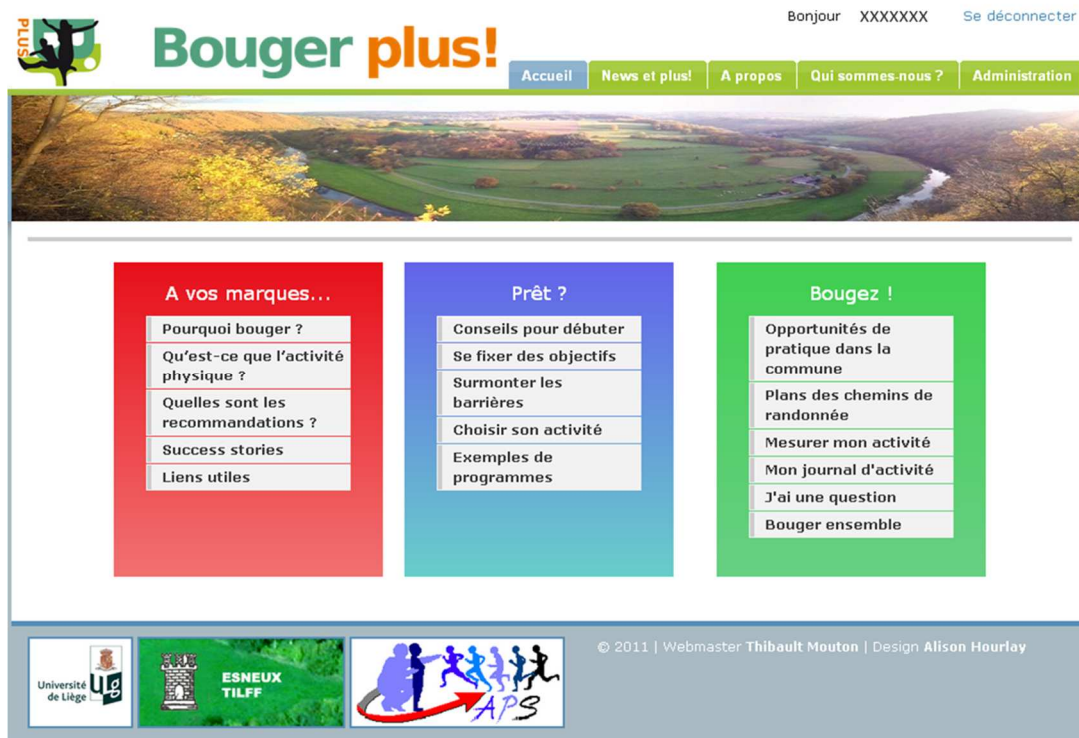 PLUS
Bouger plus!
Bonjour XXXXXXX Se déconnecter
Accueil News et plus! A propos Qui sommes-nous ? Administration
A vos marques...
Pourquoi bouger ?
Qu'est-ce que l'activité
physique ?
Quelles sont les
recommandations ?
Success stories
Liens utiles
Prêt ?
Conseils pour débuter
Se fixer des objectifs
Surmonter les
barrières
Choisir son activité
Exemples de
programmes
Bougez !
Opportunités de
pratique dans la
commune
Plans des chemins de
randonnée
Mesurer mon activité
Mon journal d'activité
J'ai une question
Bouger ensemble
Université
de Liège
ULg
ESNEUX
TILFF
APS
© 2011 | Webmaster Thibault Mouton | Design Alison Hourlay